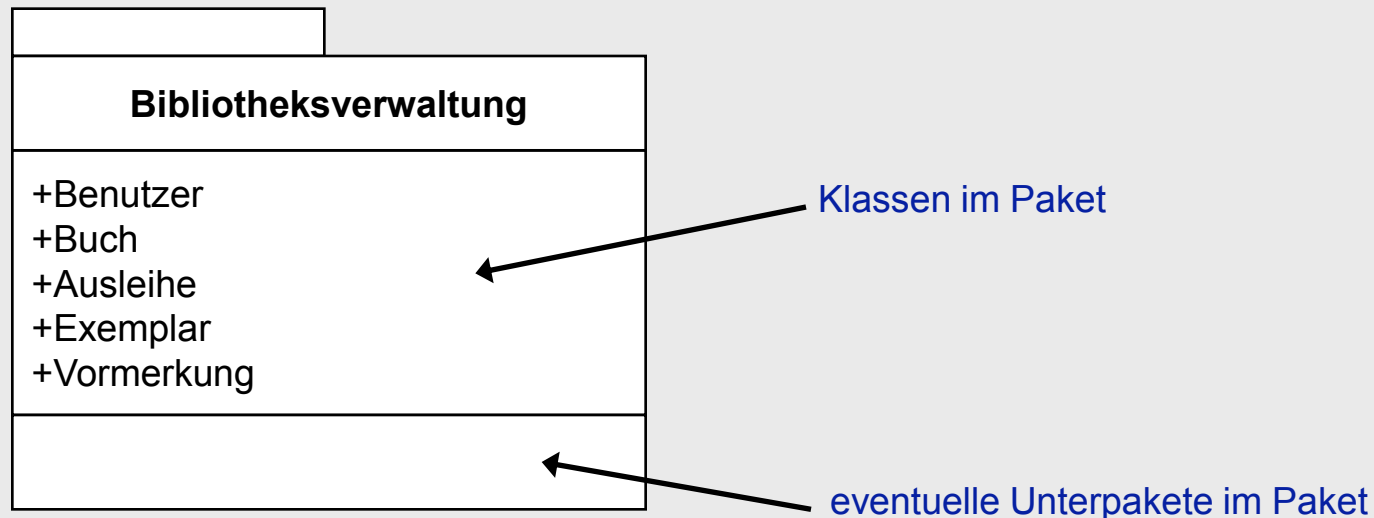 Bibliotheksverwaltung
+Benutzer
+Buch
+Ausleihe
+Exemplar
+Vormerkung
Klassen im Paket
eventuelle Unterpakete im Paket